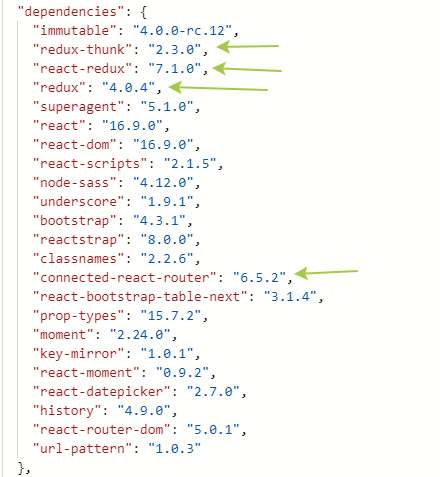 "dependencies": {
"immutable": "4.0.0-rc.12",
"redux-thunk": "2.3.0",
"react-redux": "7.1.0",
"redux": "4.0.4",
"superagent": "5.1.0",
"react": "16.9.0",
"react-dom": "16.9.0",
"react-scripts": "2.1.5",
"node-sass": "4.12.0",
"underscore": "1.9.1",
"bootstrap": "4.3.1",
"reactstrap": "8.0.0",
"classnames": "2.2.6",
"connected-react-router": "6.5.2",
"react-bootstrap-table-next": "3.1.4",
"prop-types": "15.7.2",
"moment": "2.24.0",
"key-mirror": "1.0.1",
"react-moment": "0.9.2",
"react-datepicker": "2.7.0",
"history": "4.9.0",
"react-router-dom": "5.0.1",
"url-pattern": "1.0.3"
},